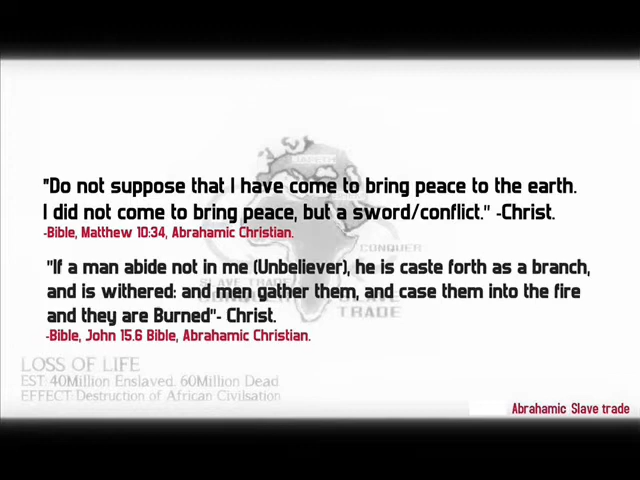 "Do not suppose that I have come to bring peace to the earth.
I did not come to bring peace, but a sword/conflict." -Christ.
-Bible, Matthew 10:34, Abrahamic Christian.
"If a man abide not in me (Unbeliever), he is caste forth as a branch,
and is withered: and men gather them, and case them into the fire
and they are Burned"- Christ.
-Bible, John 15.6 Bible, Abrahamic Christian.
CONQUER
SLAVE TRADE
CONQUER
SLAVE
TRADE
LOSS OF LIFE
EST: 40Million Enslaved. 60Million Dead
EFFECT: Destruction of African Civilsation
Abrahamic Slave trade